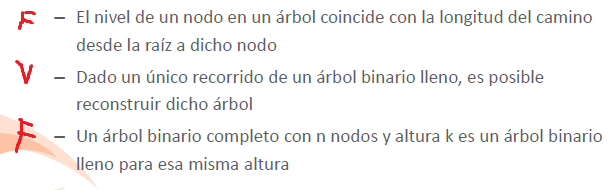 F – El nivel de un nodo en un árbol coincide con la longitud del camino
desde la raíz a dicho nodo
V – Dado un único recorrido de un árbol binario lleno, es posible
reconstruir dicho árbol
F – Un árbol binario completo con n nodos y altura k es un árbol binario
lleno para esa misma altura